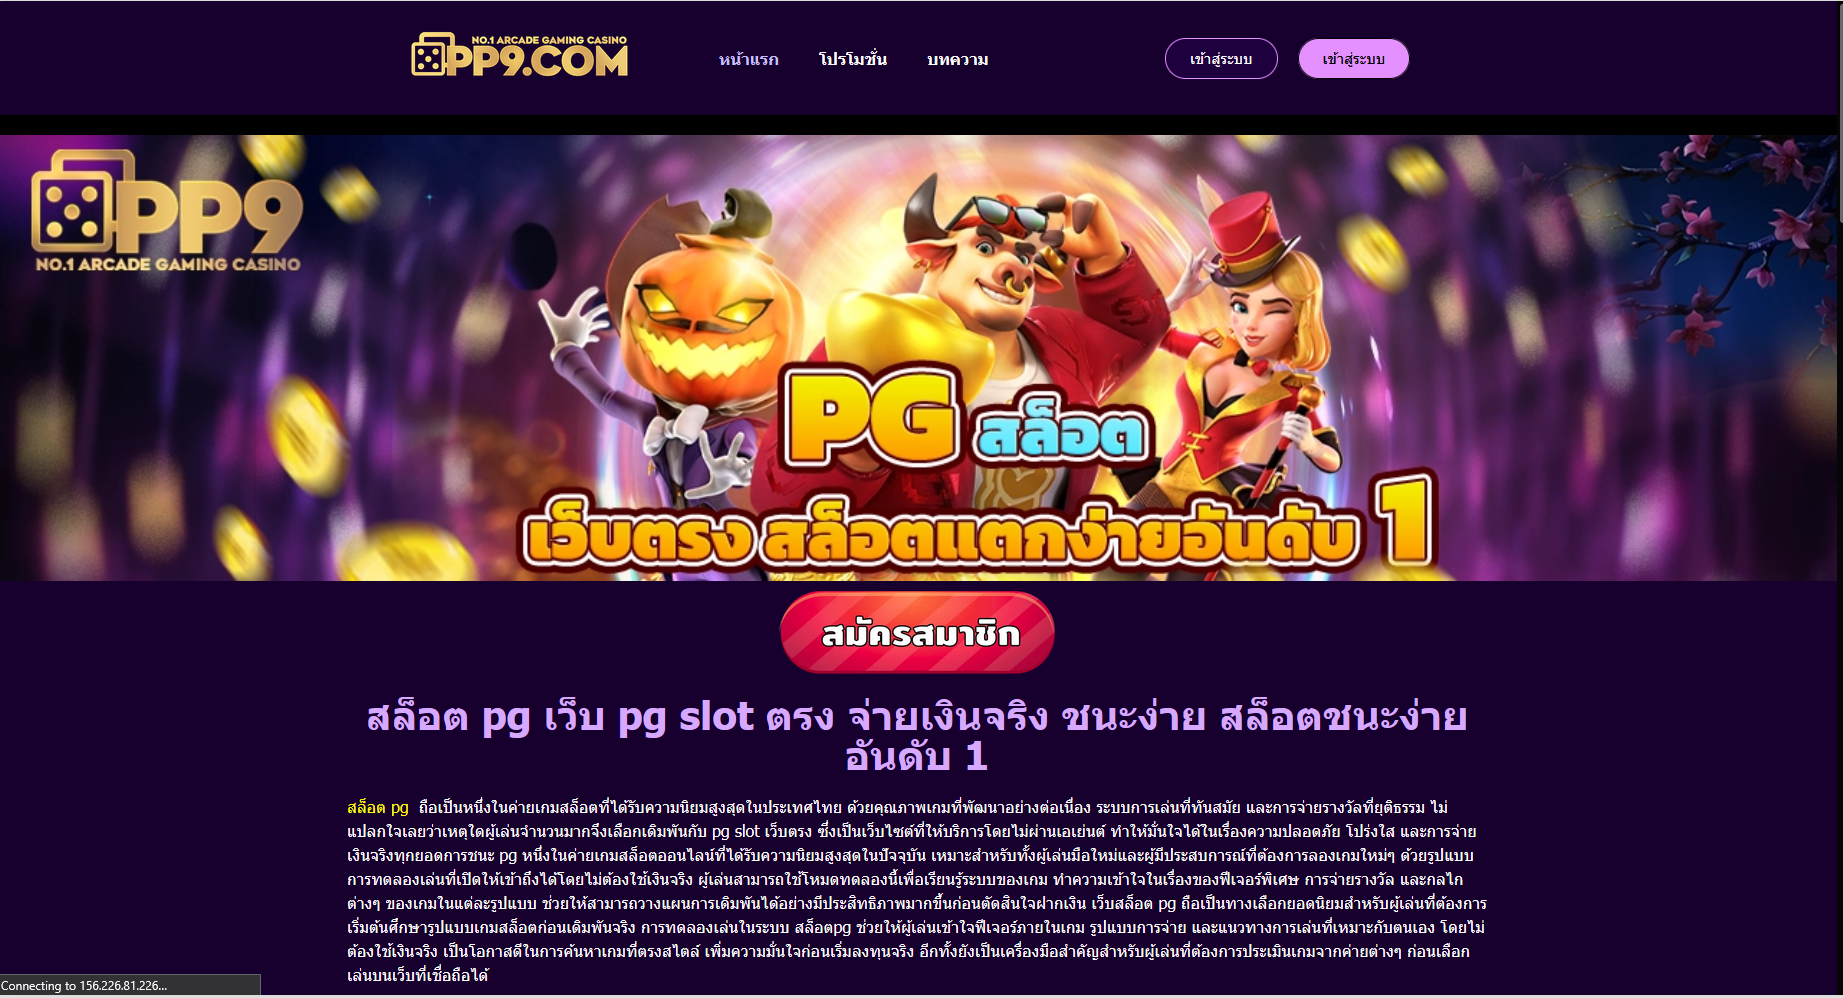 NO.1 ARCADE GAMING CASINO
PP9.COM
หน้าแรก
โปรโมชั่น
บทความ
เข้าสู่ระบบ
เข้าสู่ระบบ
PP9
NO.1 ARCADE GAMING CASINO
PG สล็อต
เว็บตรง สล็อตแตกง่ายอันดับ 1
สมัครสมาชิก
สล็อต pg เว็บ pg slot ตรง จ่ายเงินจริง ชนะง่าย สล็อตชนะง่าย
อันดับ 1
สล็อต pg ถือเป็นหนึ่งในค่ายเกมสล็อตที่ได้รับความนิยมสูงสุดในประเทศไทย ด้วยคุณภาพเกมที่พัฒนาอย่างต่อเนื่อง ระบบการเล่นที่ทันสมัย และการจ่ายรางวัลที่ยุติธรรม ไม่
แปลกใจเลยว่าเหตุใดผู้เล่นจำนวนมากจึงเลือกเดิมพันกับ pg slot เว็บตรง ซึ่งเป็นเว็บไซต์ที่ให้บริการโดยไม่ผ่านเอเย่นต์ ทำให้มั่นใจได้ในเรื่องความปลอดภัย โปร่งใส และการจ่าย
เงินจริงทุกยอดการชนะ pg หนึ่งในค่ายเกมสล็อตออนไลน์ที่ได้รับความนิยมสูงสุดในปัจจุบัน เหมาะสำหรับทั้งผู้เล่นมือใหม่และผู้มีประสบการณ์ที่ต้องการลองเกมใหม่ๆ ด้วยรูปแบบ
การทดลองเล่นที่เปิดให้เข้าถึงได้โดยไม่ต้องใช้เงินจริง ผู้เล่นสามารถใช้โหมดทดลองนี้เพื่อเรียนรู้ระบบของเกม ทำความเข้าใจในเรื่องของฟีเจอร์พิเศษ การจ่ายรางวัล และกลไก
ต่างๆ ของเกมในแต่ละรูปแบบ ช่วยให้สามารถวางแผนการเดิมพันได้อย่างมีประสิทธิภาพมากขึ้นก่อนตัดสินใจฝากเงิน เว็บสล็อต pg ถือเป็นทางเลือกยอดนิยมสำหรับผู้เล่นที่ต้องการ
เริ่มต้นศึกษารูปแบบเกมสล็อตก่อนเดิมพันจริง การทดลองเล่นในระบบ สล็อตpg ช่วยให้ผู้เล่นเข้าใจฟีเจอร์ภายในเกม รูปแบบการจ่าย และแนวทางการเล่นที่เหมาะกับตนเอง โดยไม่
ต้องใช้เงินจริง เป็นโอกาสดีในการค้นหาเกมที่ตรงสไตล์ เพิ่มความมั่นใจก่อนเริ่มลงทุนจริง อีกทั้งยังเป็นเครื่องมือสำคัญสำหรับผู้เล่นที่ต้องการประเมินเกมจากค่ายต่างๆ ก่อนเลือก
เล่นบนเว็บที่เชื่อถือได้
Connecting to 156.226.81.226...